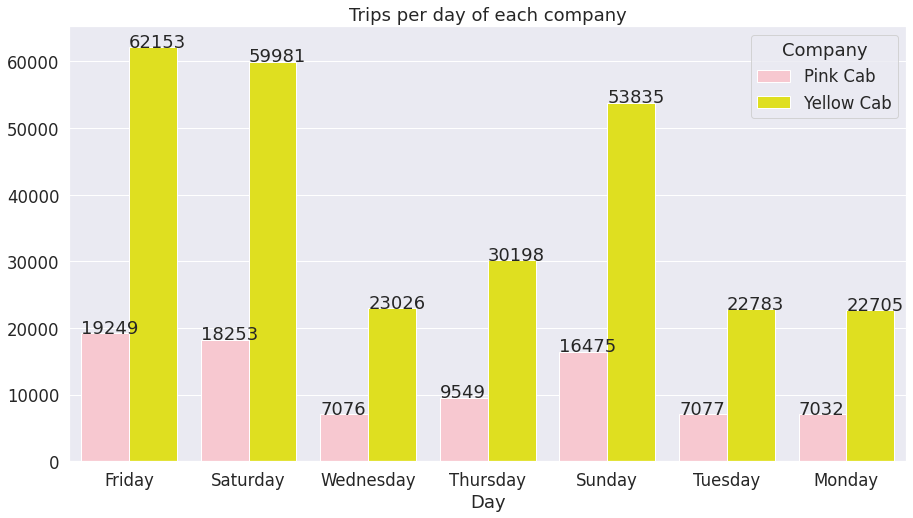 Trips per day of each company
Company
Pink Cab
Yellow Cab
60000
50000
40000
30000
20000
10000
0
19249
62153
18253
59981
7076
23026
9549
30198
16475
53835
7077
22783
7032
22705
Friday
Saturday
Wednesday
Thursday
Sunday
Tuesday
Monday
Day